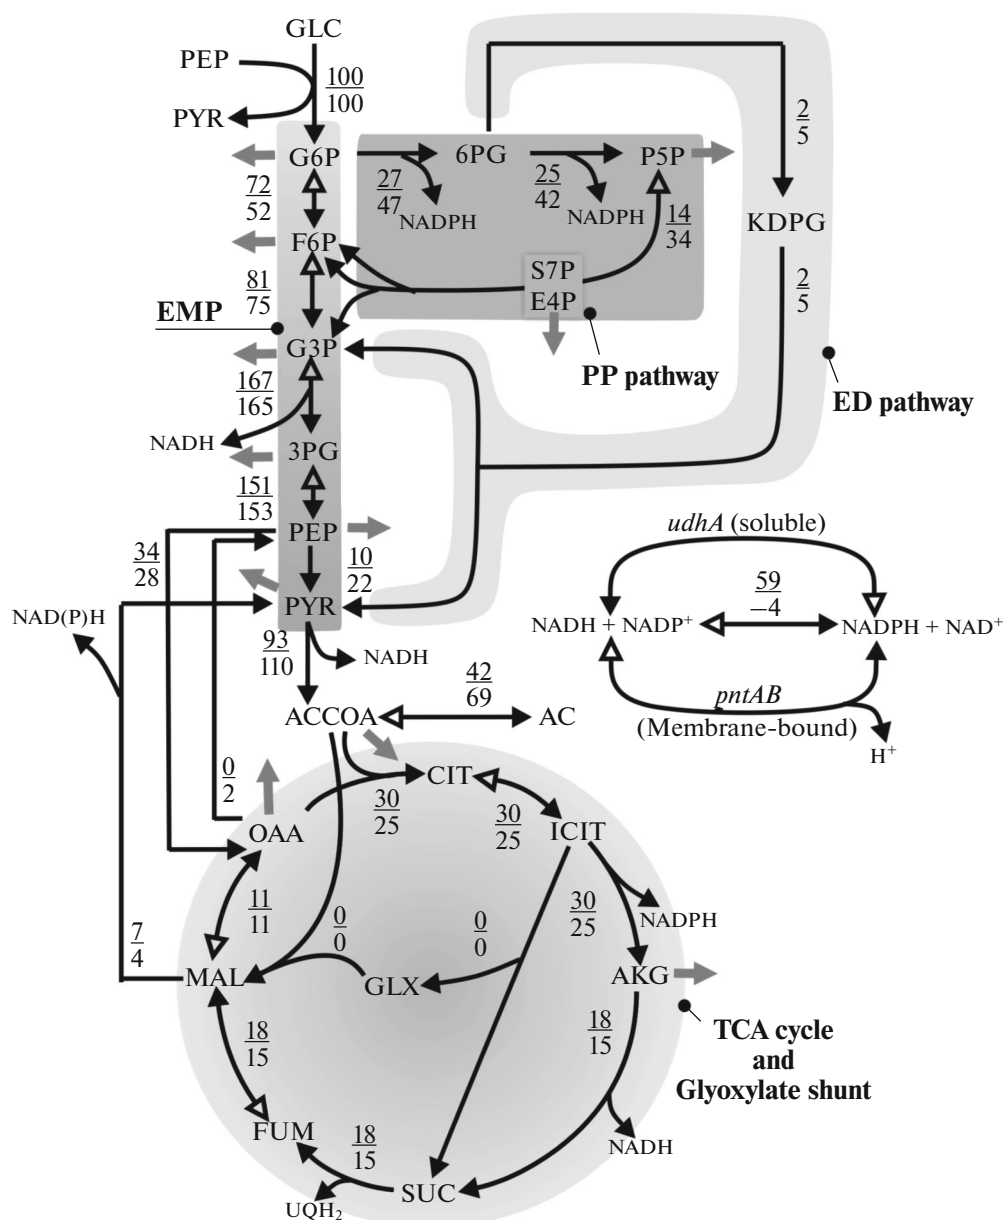 GLC
PEP
100
100
PYR
G6P
6PG
P5P
2
5
72
52
27
47
NADPH
25
42
NADPH
14
34
KDPG
F6P
S7P
E4P
81
75
2
5
EMP
G3P
PP pathway
ED pathway
167
165
NADH
3PG
151
153
PEP
udhA (soluble)
34
28
10
22
59
−4
NAD(P)H
PYR
NADH + NADP+
NADPH + NAD+
93
110
NADH
pntAB
(Membrane-bound)
H+
ACCOA
42
69
AC
0
2
CIT
30
25
30
25
OAA
ICIT
11
11
0
0
0
0
30
25
NADPH
7
4
MAL
GLX
AKG
18
15
18
15
TCA cycle
and
Glyoxylate shunt
FUM
18
15
NADH
UQH2
SUC